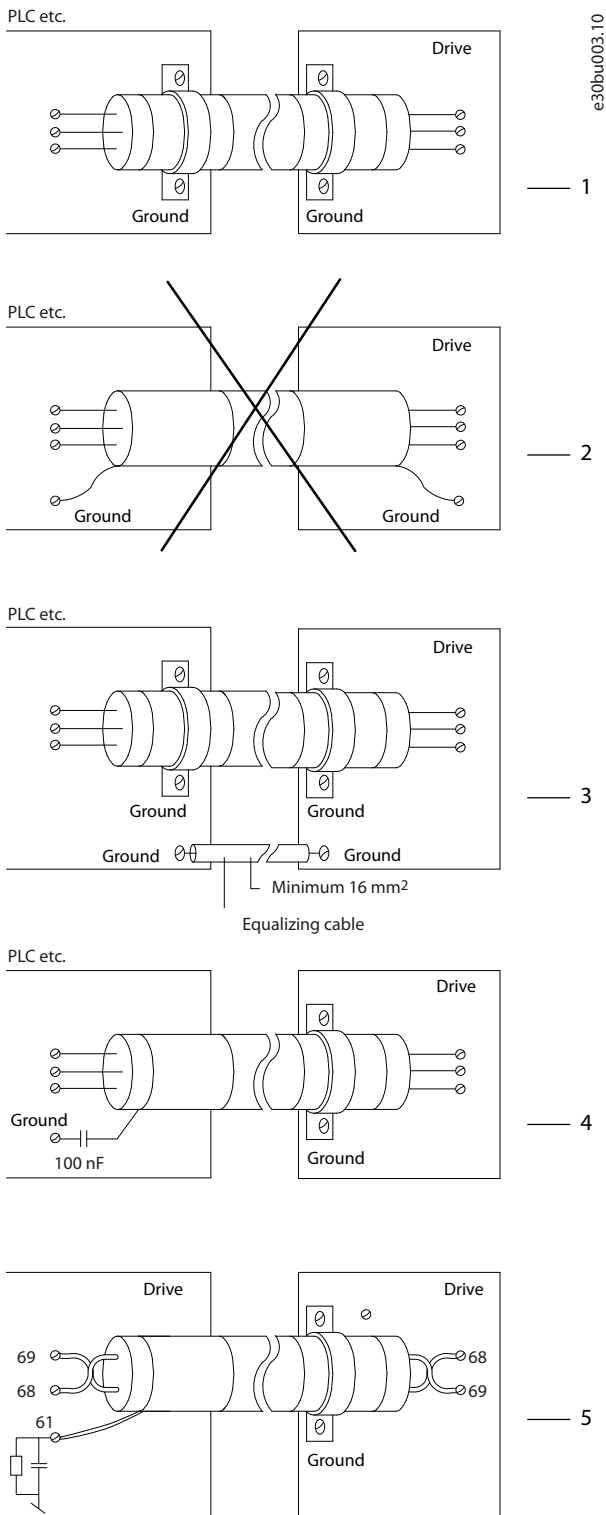 PLC etc.
Drive
e30bu003.10
Ground
Ground
1
PLC etc.
Drive
Ground
Ground
2
PLC etc.
Drive
Ground
Ground
3
Ground
Ground
Minimum 16 mm2
Equalizing cable
PLC etc.
Drive
Ground
100 nF
Ground
4
Drive
Drive
69
68
68
69
61
Ground
5